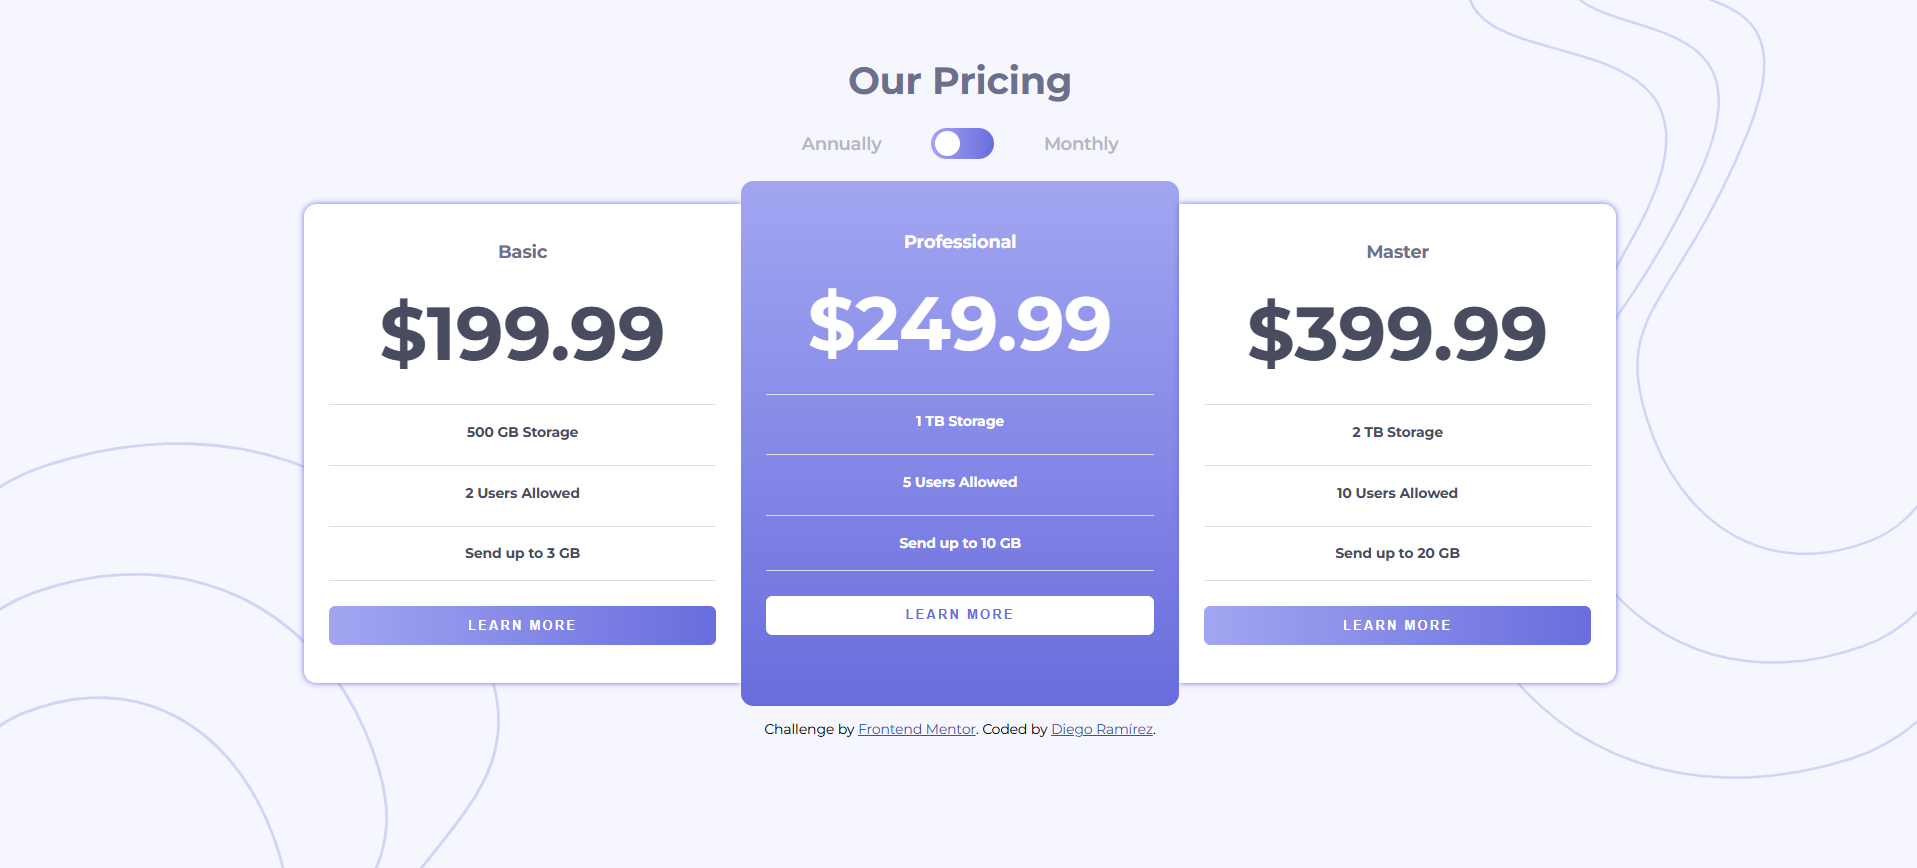 Our Pricing
Annually
Monthly
Basic
$199.99
500 GB Storage
2 Users Allowed
Send up to 3 GB
LEARN MORE
Professional
$249.99
1 TB Storage
5 Users Allowed
Send up to 10 GB
LEARN MORE
Master
$399.99
2 TB Storage
10 Users Allowed
Send up to 20 GB
LEARN MORE
Challenge by Frontend Mentor. Coded by Diego Ramírez.